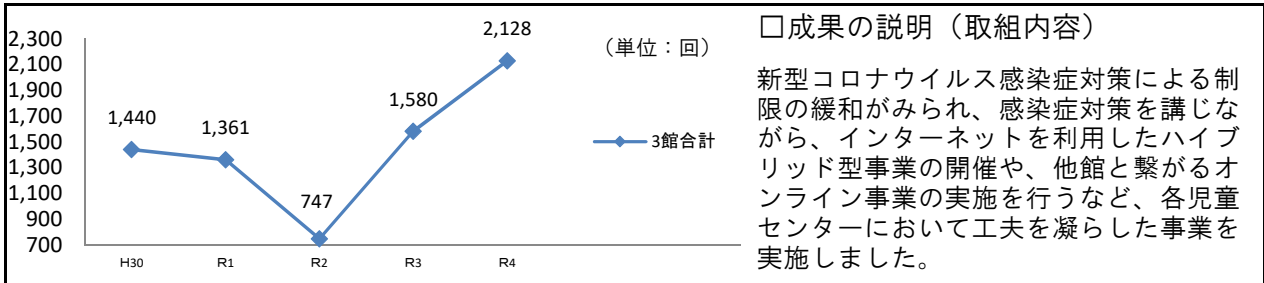 2,300
2,100
1,900
1,700
1,500
1,300
1,100
900
700
1,440
1,361
747
1,580
2,128
H30
R1
R2
R3
R4
（単位：回）
3館合計
□成果の説明（取組内容）
新型コロナウイルス感染症対策による制
限の緩和がみられ、感染症対策を講じな
がら、インターネットを利用したハイブ
リッド型事業の開催や、他館と繋がるオ
ンライン事業の実施を行うなど、各児童
センターにおいて工夫を凝らした事業を
実施しました。